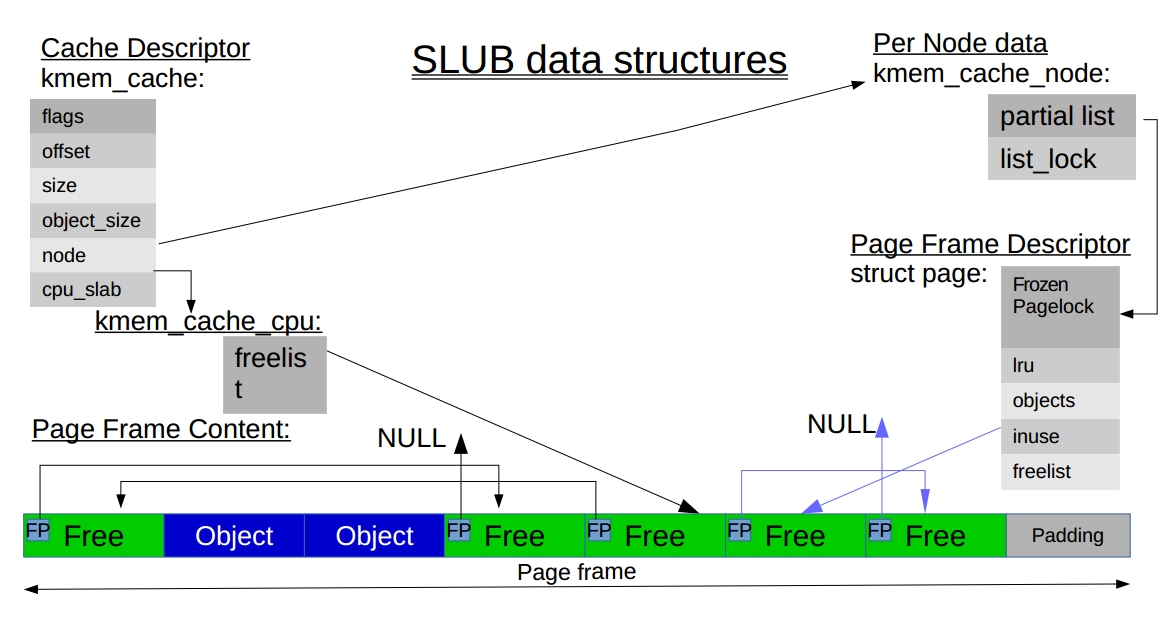 SLUB data structures
Cache Descriptor
kmem_cache:
flags
offset
size
object_size
node
cpu_slab
kmem_cache_cpu:
freelis
t
Per Node data
kmem_cache_node:
partial list
list_lock
Page Frame Descriptor
struct page:
Frozen
Pagelock
lru
objects
inuse
freelist
Page Frame Content:
NULL
NULL
FP Free Object Object FP Free FP Free FP Free FP Free Padding
Page frame